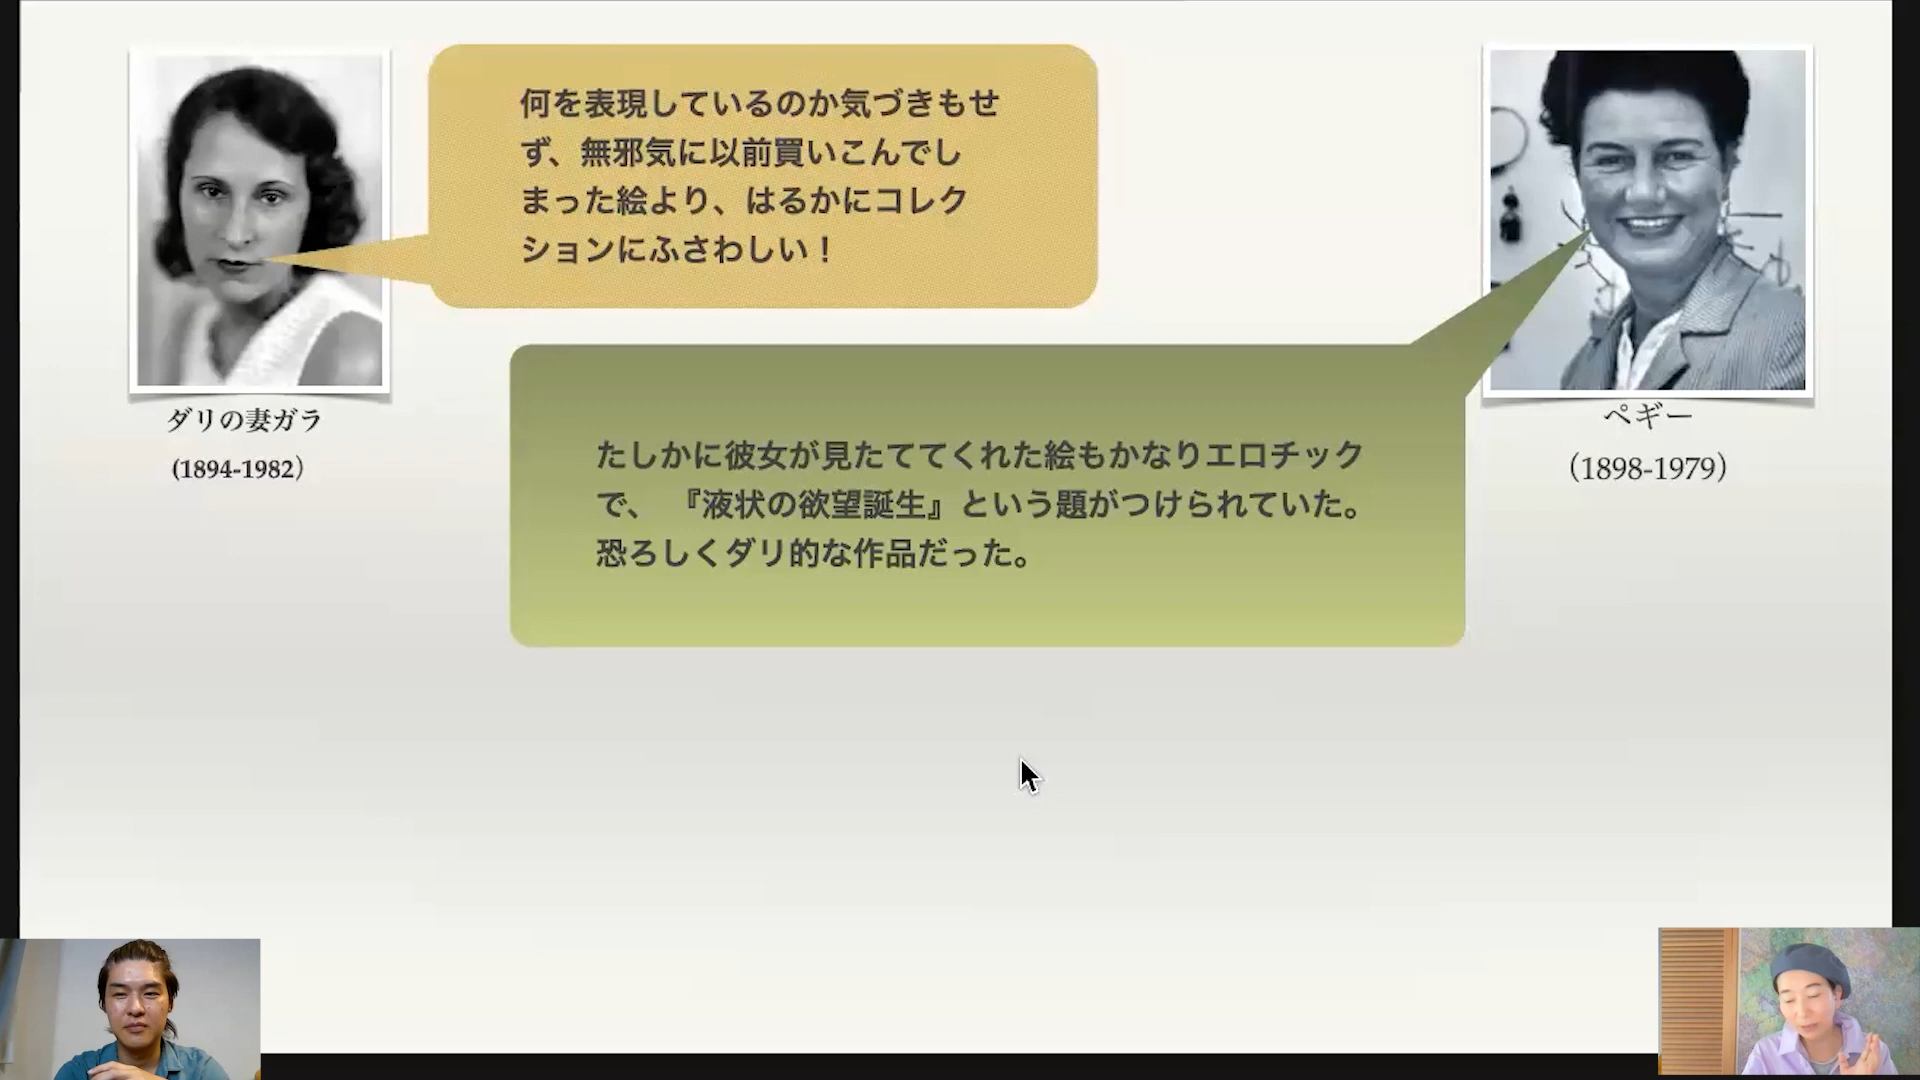 何を表現しているのか気づきもせ
ず、無邪気に以前買いこんでし
まった絵より、はるかにコレク
ションにふさわしい！
ダリの妻ガラ
(1894-1982）
ペギー
（1898-1979）
たしかに彼女が見たててくれた絵もかなりエロチック
で、 『液状の欲望誕生』という題がつけられていた。
恐ろしくダリ的な作品だった。